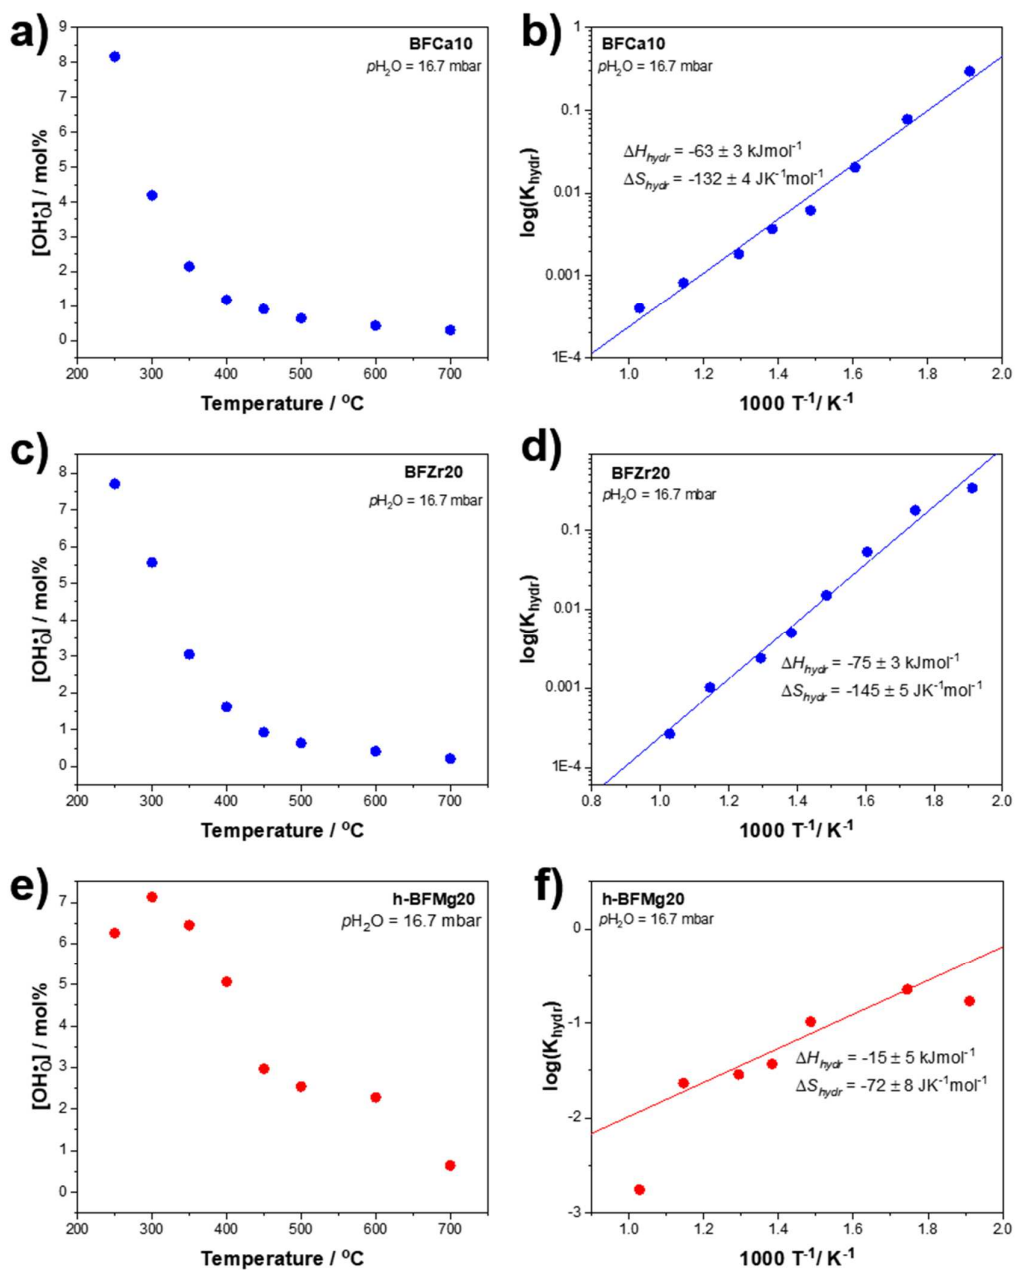 a)
BFCa10
pH₂O = 16.7 mbar
[OH•O] / mol%
9
8
7
6
5
4
3
2
1
0
200 300 400 500 600 700
Temperature / °C
b)
BFCa10
pH₂O = 16.7 mbar
ΔHhydr = -63 ± 3 kJmol⁻¹
ΔShydr = -132 ± 4 JK⁻¹mol⁻¹
log(Khydr)
1
0.1
0.01
0.001
1E-4
1.0 1.2 1.4 1.6 1.8 2.0
1000 T⁻¹/ K⁻¹
c)
BFZr20
pH₂O = 16.7 mbar
[OH•O] / mol%
8
7
6
5
4
3
2
1
0
200 300 400 500 600 700
Temperature / °C
d)
BFZr20
pH₂O = 16.7 mbar
ΔHhydr = -75 ± 3 kJmol⁻¹
ΔShydr = -145 ± 5 JK⁻¹mol⁻¹
log(Khydr)
0.1
0.01
0.001
1E-4
0.8 1.0 1.2 1.4 1.6 1.8 2.0
1000 T⁻¹/ K⁻¹
e)
h-BFMg20
pH₂O = 16.7 mbar
[OH•O] / mol%
7
6
5
4
3
2
1
0
200 300 400 500 600 700
Temperature / °C
f)
h-BFMg20
pH₂O = 16.7 mbar
ΔHhydr = -15 ± 5 kJmol⁻¹
ΔShydr = -72 ± 8 JK⁻¹mol⁻¹
log(Khydr)
0
-1
-2
-3
1.0 1.2 1.4 1.6 1.8 2.0
1000 T⁻¹/ K⁻¹